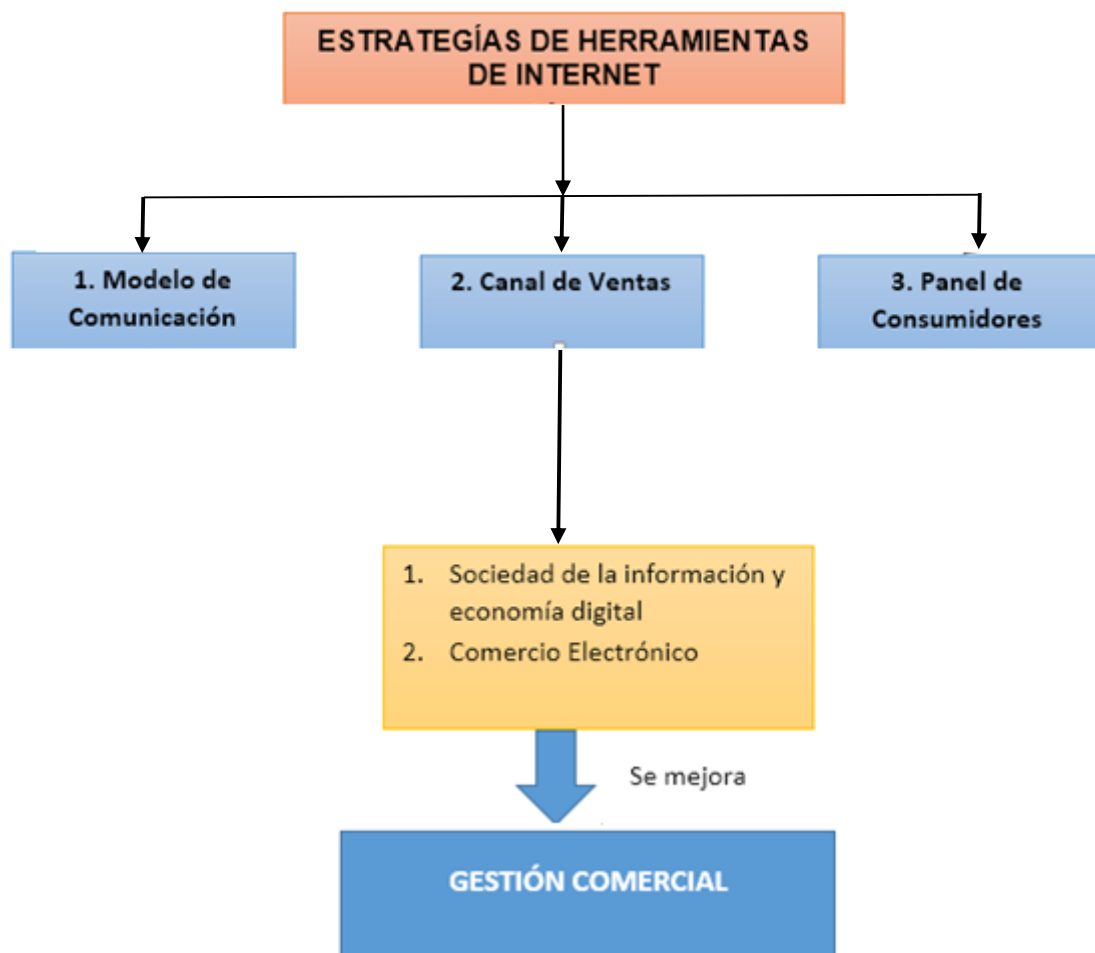 ESTRATEGÍAS DE HERRAMIENTAS
DE INTERNET
1. Modelo de
Comunicación
2. Canal de Ventas
3. Panel de
Consumidores
1. Sociedad de la información y
economía digital
2. Comercio Electrónico
Se mejora
GESTIÓN COMERCIAL